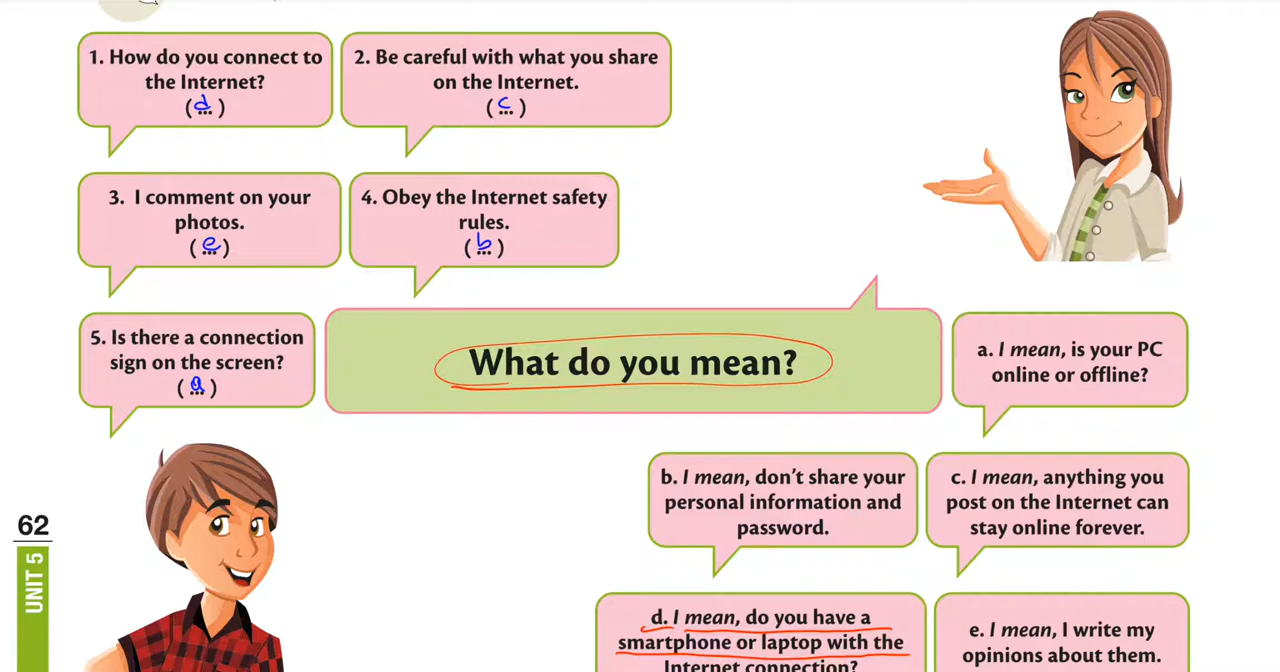 1. How do you connect to
the Internet?
(d...)
2. Be careful with what you share
on the Internet.
(c...)
3. I comment on your
photos.
(e...)
4. Obey the Internet safety
rules.
(b...)
5. Is there a connection
sign on the screen?
(a...)
What do you mean?
a. I mean, is your PC
online or offline?
b. I mean, don't share your
personal information and
password.
c. I mean, anything you
post on the Internet can
stay online forever.
d. I mean, do you have a
smartphone or laptop with the
Internet connection?
e. I mean, I write my
opinions about them.
62
UNIT 5